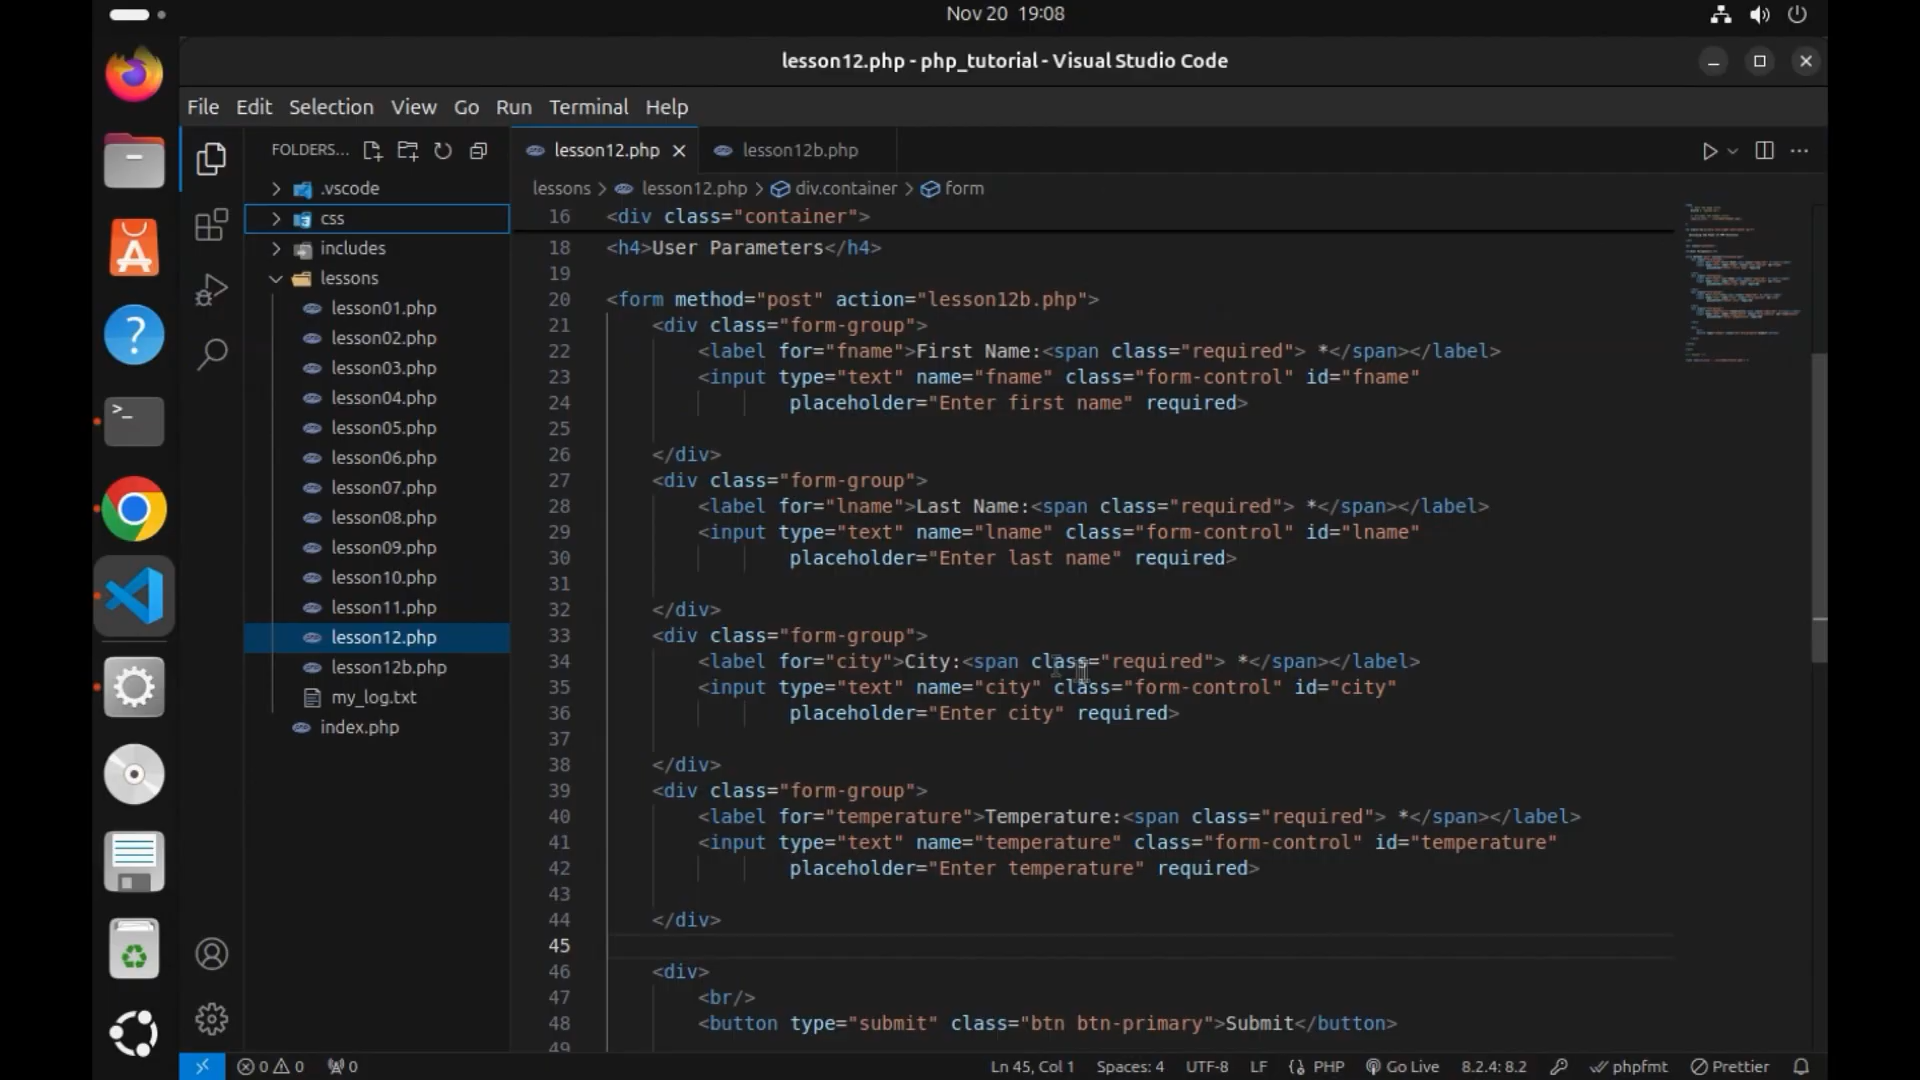 Nov 20 19:08
lesson12.php - php_tutorial - Visual Studio Code
File Edit Selection View Go Run Terminal Help
FOLDERS...
lesson12.php
lesson12b.php
lessons > lesson12.php > div.container > form
.vscode
css
includes
lessons
lesson01.php
lesson02.php
lesson03.php
lesson04.php
lesson05.php
lesson06.php
lesson07.php
lesson08.php
lesson09.php
lesson10.php
lesson11.php
lesson12.php
lesson12b.php
my_log.txt
index.php
16 <div class="container">
18 <h4>User Parameters</h4>
19
20 <form method="post" action="lesson12b.php">
21 <div class="form-group">
22 <label for="fname">First Name:<span class="required"> *</span></label>
23 <input type="text" name="fname" class="form-control" id="fname"
24 placeholder="Enter first name" required>
25
26 </div>
27 <div class="form-group">
28 <label for="lname">Last Name:<span class="required"> *</span></label>
29 <input type="text" name="lname" class="form-control" id="lname"
30 placeholder="Enter last name" required>
31
32 </div>
33 <div class="form-group">
34 <label for="city">City:<span class="required"> *</span></label>
35 <input type="text" name="city" class="form-control" id="city"
36 placeholder="Enter city" required>
37
38 </div>
39 <div class="form-group">
40 <label for="temperature">Temperature:<span class="required"> *</span></label>
41 <input type="text" name="temperature" class="form-control" id="temperature"
42 placeholder="Enter temperature" required>
43
44 </div>
45
46 <div>
47 <br/>
48 <button type="submit" class="btn btn-primary">Submit</button>
49
0 0 0 Ln 45, Col 1 Spaces: 4 UTF-8 LF {} PHP Go Live 8.2.4: 8.2 phpfmt Prettier